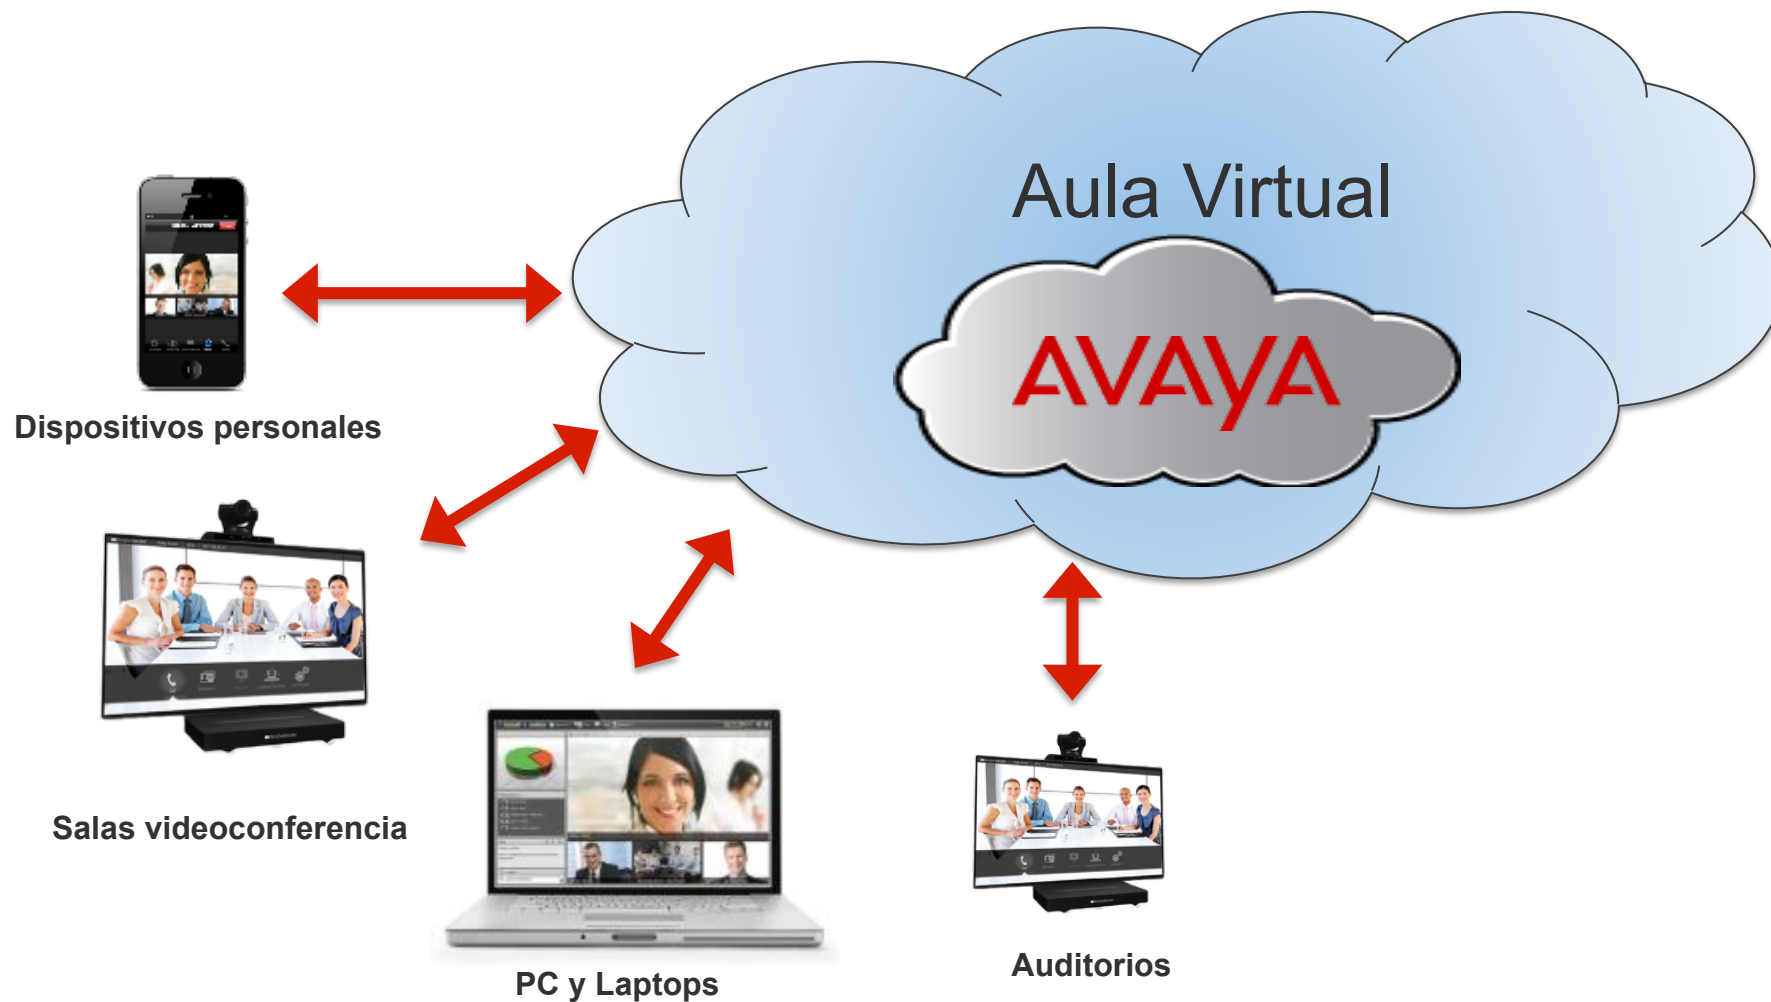 Aula Virtual
AVAYA
Dispositivos personales
Salas videoconferencia
PC y Laptops
Auditorios